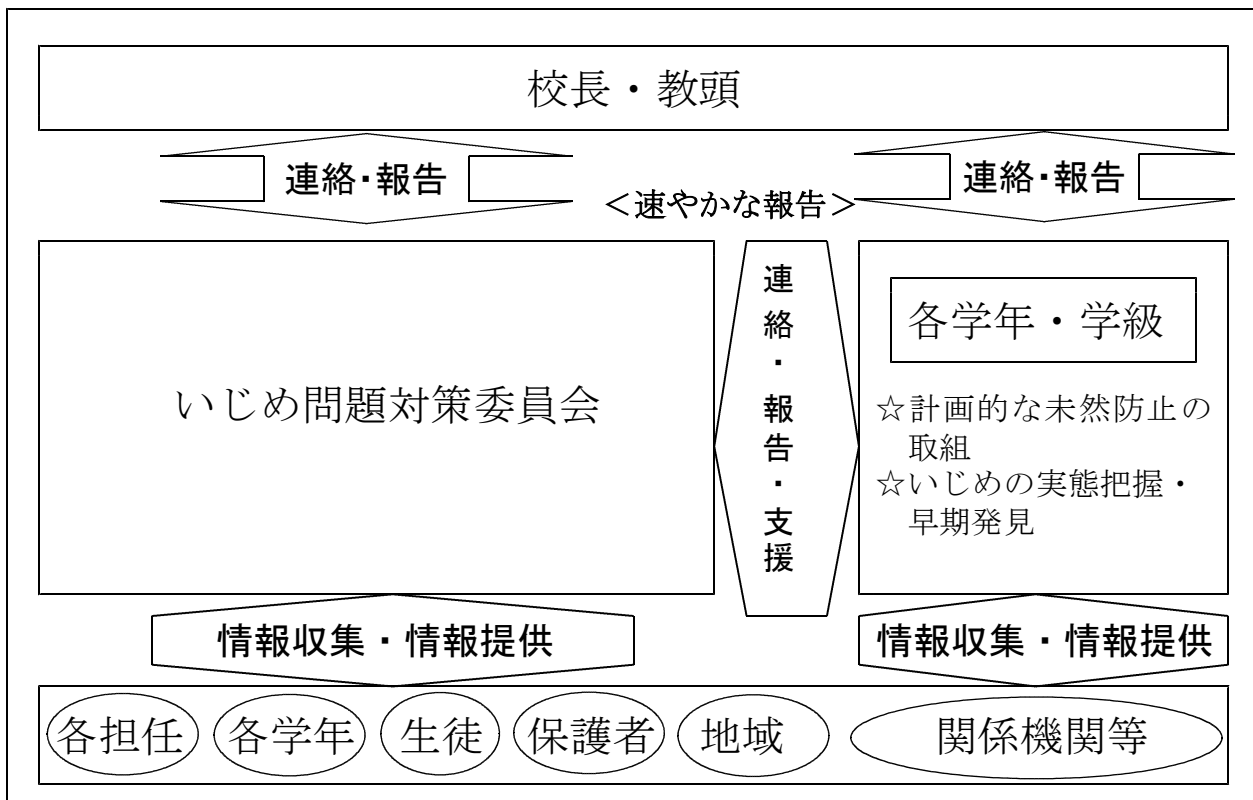 校長・教頭
連絡・報告
連絡・報告
＜速やかな報告＞
いじめ問題対策委員会
連絡・報告・支援
各学年・学級
☆計画的な未然防止の
取組
☆いじめの実態把握・
早期発見
情報収集・情報提供
情報収集・情報提供
各担任 各学年 生徒 保護者 地域 関係機関等